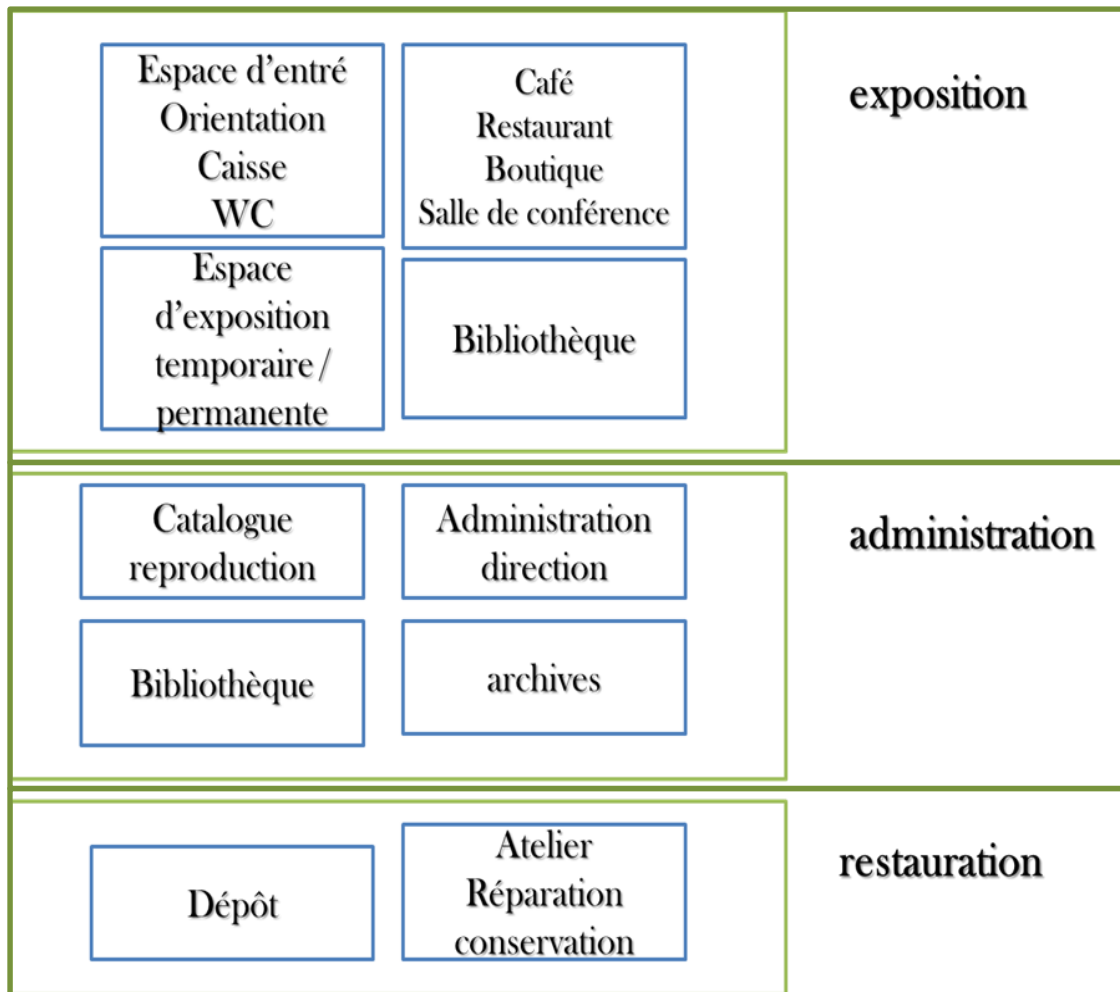 Espace d'entré
Orientation
Caisse
WC
Café
Restaurant
Boutique
Salle de conférence
exposition
Espace
d'exposition
temporaire /
permanente
Bibliothèque
Catalogue
reproduction
Administration
direction
administration
Bibliothèque
archives
Dépôt
Atelier
Réparation
conservation
restauration